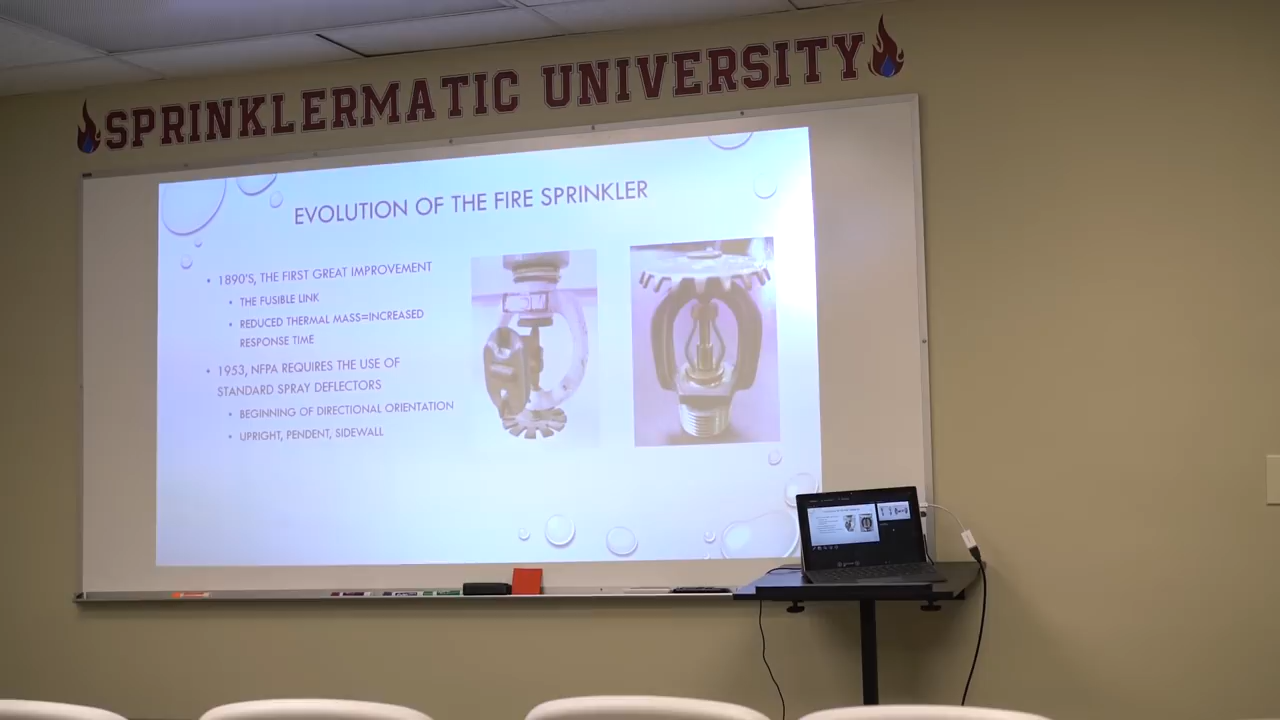 SPRINKLERMATIC UNIVERSITY
EVOLUTION OF THE FIRE SPRINKLER
• 1890'S, THE FIRST GREAT IMPROVEMENT
• THE FUSIBLE LINK
• REDUCED THERMAL MASS=INCREASED
RESPONSE TIME
• 1953, NFPA REQUIRES THE USE OF
STANDARD SPRAY DEFLECTORS
• BEGINNING OF DIRECTIONAL ORIENTATION
• UPRIGHT, PENDENT, SIDEWALL